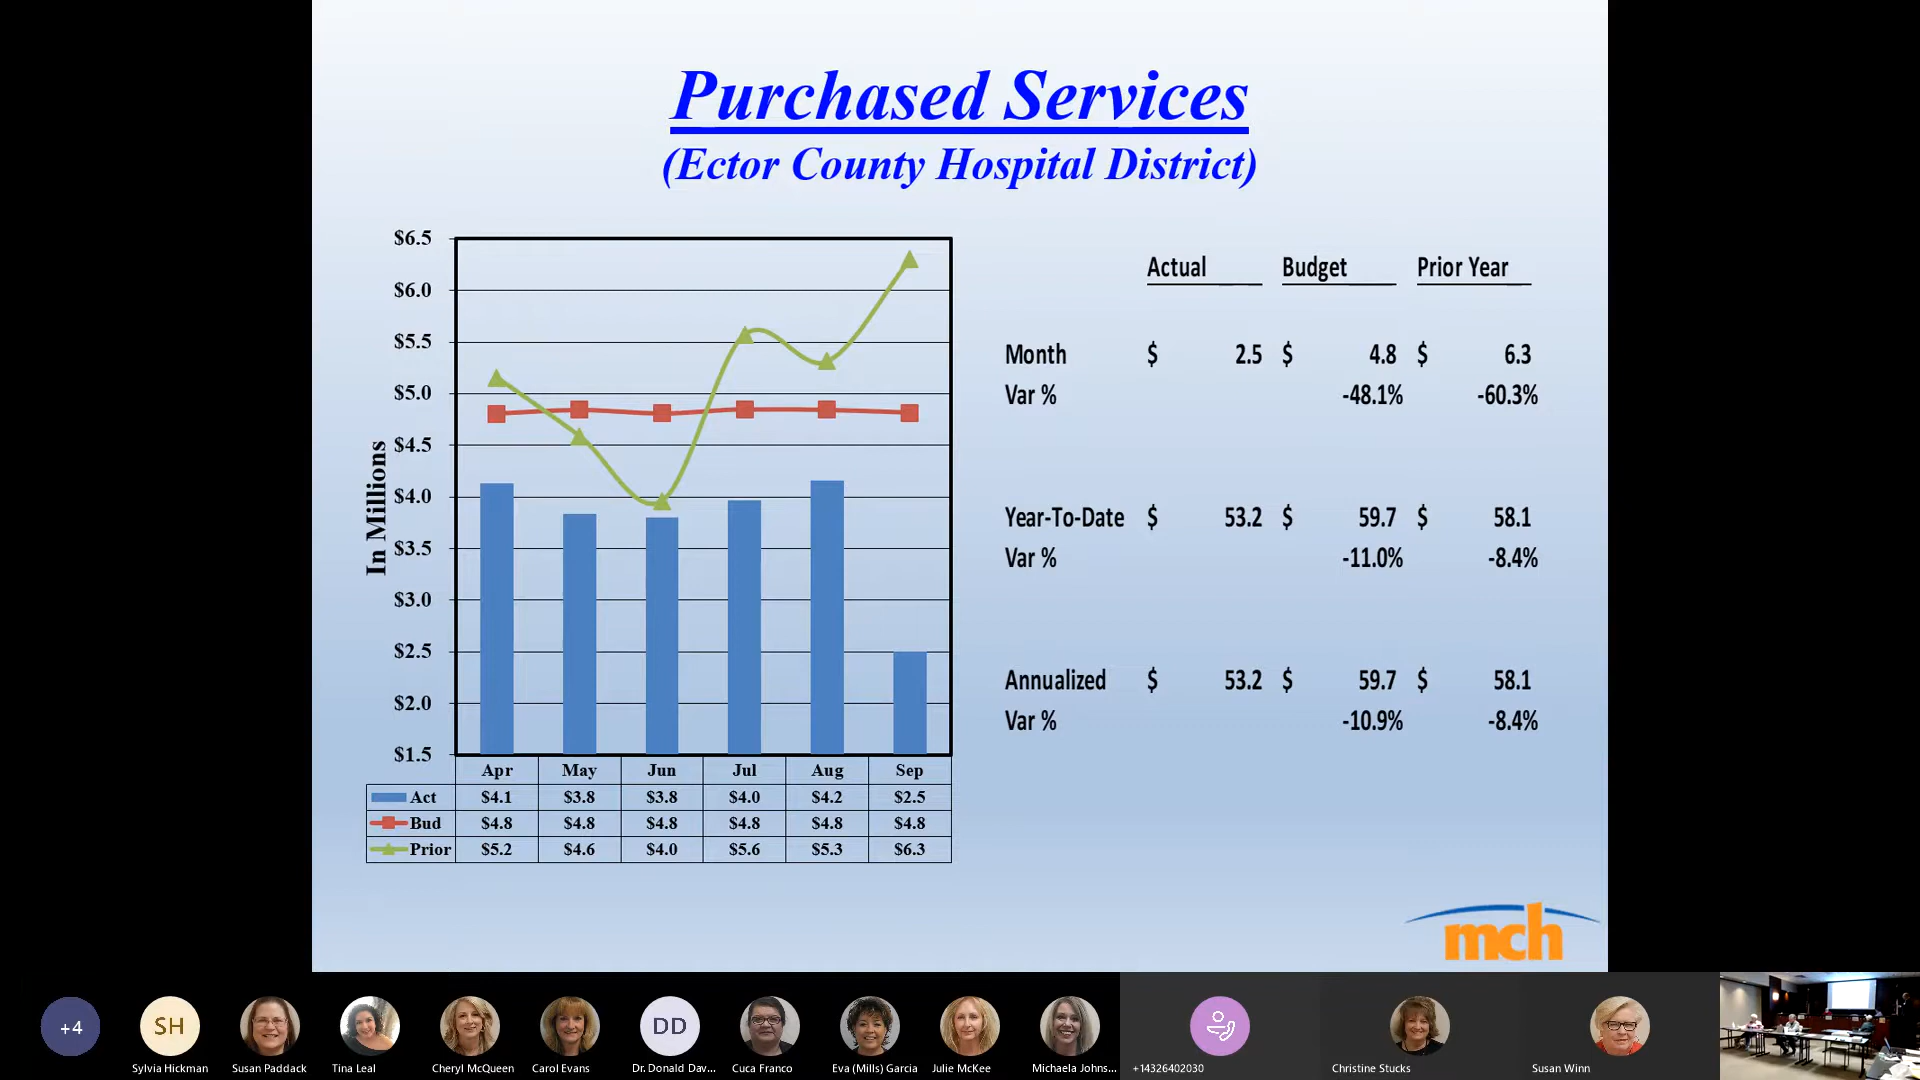 Purchased Services
(Ector County Hospital District)
$6.5
$6.0
$5.5
$5.0
$4.5
$4.0
$3.5
$3.0
$2.5
$2.0
$1.5
In Millions
Apr May Jun Jul Aug Sep
Act $4.1 $3.8 $3.8 $4.0 $4.2 $2.5
Bud $4.8 $4.8 $4.8 $4.8 $4.8 $4.8
Prior $5.2 $4.6 $4.0 $5.6 $5.3 $6.3
Actual Budget Prior Year
Month $ 2.5 $ 4.8 $ 6.3
Var % -48.1% -60.3%
Year-To-Date $ 53.2 $ 59.7 $ 58.1
Var % -11.0% -8.4%
Annualized $ 53.2 $ 59.7 $ 58.1
Var % -10.9% -8.4%
mch
+4 SH DD
Sylvia Hickman Susan Paddack Tina Leal Cheryl McQueen Carol Evans Dr. Donald Dav... Cuca Franco Eva (Mills) Garcia Julie McKee Michaela Johns... +14326402030 Christine Stucks Susan Winn